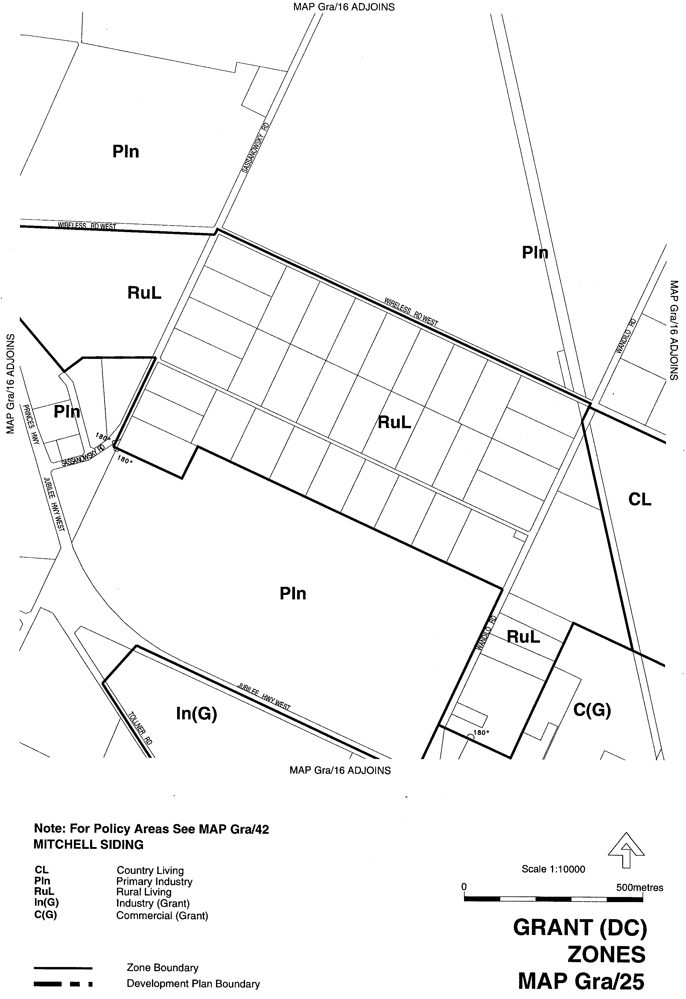 MAP Gra/16 ADJOINS
SASSANOWSKY RD
PIn
WIRELESS RD WEST
PIn
RuL
MAP Gra/16 ADJOINS
WIRELESS RD WEST
WANDILO RD
MAP Gra/16 ADJOINS
PIn
PRINCES HWY
RuL
180°
SASSANOWSKY RD
180°
JUBILEE HWY WEST
CL
PIn
WANDILO RD
RuL
JUBILEE HWY WEST
In(G)
TOLLNER RD
C(G)
180°
MAP Gra/16 ADJOINS
Note: For Policy Areas See MAP Gra/42
MITCHELL SIDING
CL Country Living
PIn Primary Industry
RuL Rural Living
In(G) Industry (Grant)
C(G) Commercial (Grant)
Scale 1:10000
0 500metres
Zone Boundary
Development Plan Boundary
GRANT (DC)
ZONES
MAP Gra/25